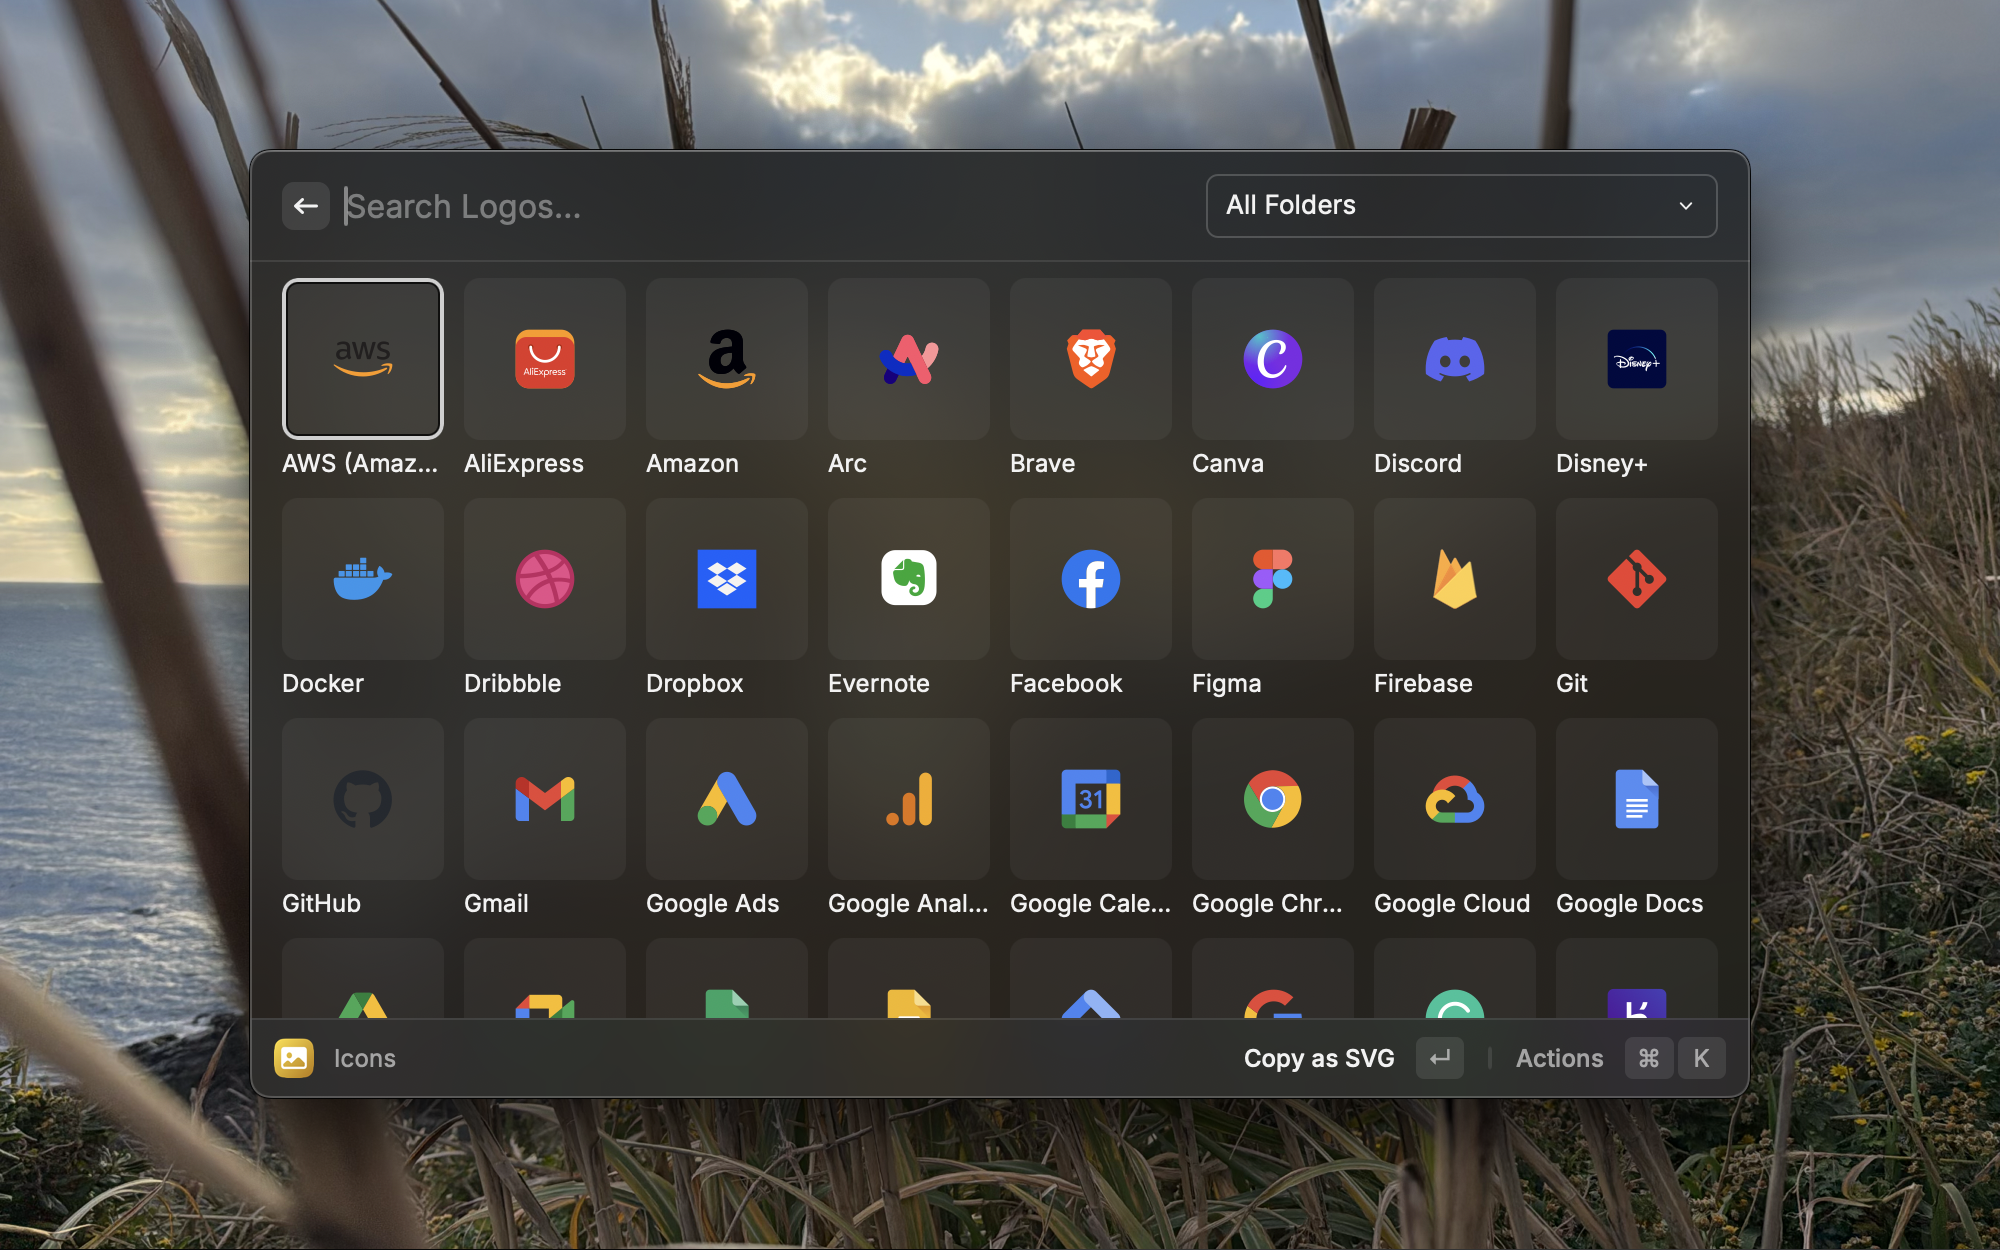 Search Logos...
All Folders
aws
AliExpress
a
C
Disney+
AWS (Amaz...
AliExpress
Amazon
Arc
Brave
Canva
Discord
Disney+
Docker
Dribbble
Dropbox
Evernote
Facebook
Figma
Firebase
Git
31
GitHub
Gmail
Google Ads
Google Anal...
Google Cale...
Google Chr...
Google Cloud
Google Docs
Icons
Copy as SVG
Actions
⌘
K